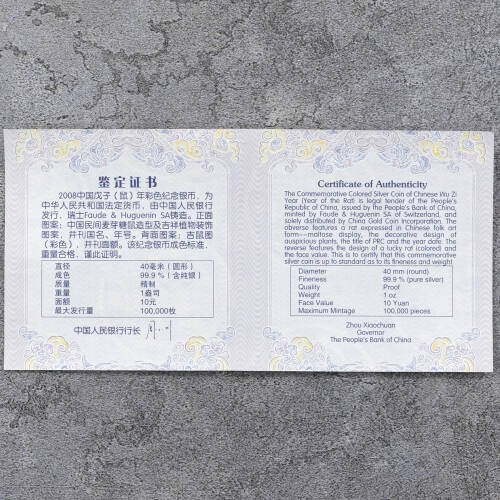 鉴定证书
2008中国戊子（鼠）年彩色纪念银币，为
中华人民共和国法定货币，由中国人民银行
发行，瑞士Faude & Huguenin SA铸造。正面
图案：中国民间麦芽糖鼠造型及吉祥植物装饰
图案，并刊国名、年号。背面图案：吉鼠图
（彩色），并刊面额。该纪念银币成色标准，
重量合格，谨此证明。
直径 40毫米（圆形）
成色 99.9％（含纯银）
质量 精制
重量 1盎司
面额 10元
最大发行量 100,000枚
中国人民银行行长
Certificate of Authenticity
The Commemorative Colored Silver Coin of Chinese Wu Zi
Year (Year of the Rat) is legal tender of the People's
Republic of China, issued by the People's Bank of China,
minted by Faude & Huguenin SA of Switzerland, and
solely distributed by China Gold Coin Incorporation. The
obverse features a rat expressed in Chinese folk art
form—maltose display, the decorative design of
auspicious plants, the title of PRC and the year date. The
reverse features the design of a lucky rat (colored) and
the face value. This is to certify that this commemorative
silver coin is up to standard as to its fineness and weight.
Diameter 40 mm (round)
Fineness 99.9% (pure silver)
Quality Proof
Weight 1 oz
Face Value 10 Yuan
Maximum Mintage 100,000 pieces
Zhou Xiaochuan
Governor
The People's Bank of China